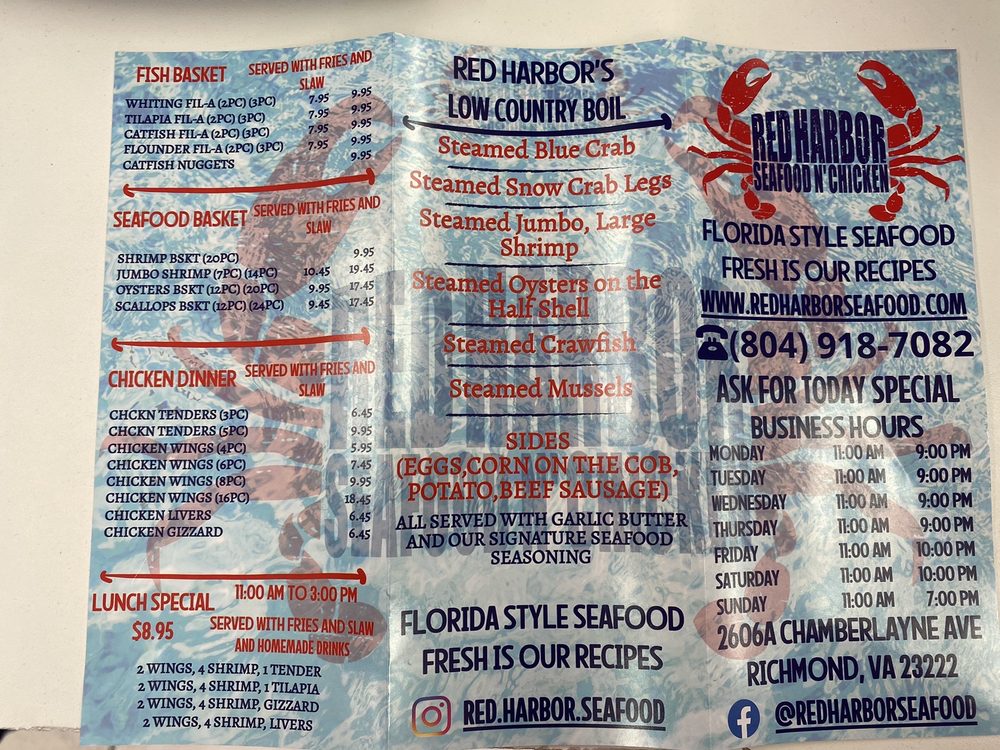 FISH BASKET SERVED WITH FRIES AND
SLAW
WHITING FIL-A (2PC) (3PC) 7.95 9.95
TILAPIA FIL-A (2PC) (3PC) 7.95 9.95
CATFISH FIL-A (2PC) (3PC) 7.95 9.95
FLOUNDER FIL-A (2PC) (3PC) 7.95 9.95
CATFISH NUGGETS 9.95
SEAFOOD BASKET SERVED WITH FRIES AND
SLAW
SHRIMP BSKT (20PC) 9.95
JUMBO SHRIMP (7PC) (14PC) 10.45 19.45
OYSTERS BSKT (12PC) (20PC) 9.95 17.45
SCALLOPS BSKT (12PC) (24PC) 9.45 17.45
CHICKEN DINNER SERVED WITH FRIES AND
SLAW
CHCKN TENDERS (3PC) 6.45
CHCKN TENDERS (5PC) 9.95
CHICKEN WINGS (4PC) 5.95
CHICKEN WINGS (6PC) 7.45
CHICKEN WINGS (8PC) 9.95
CHICKEN WINGS (16PC) 18.45
CHICKEN LIVERS 6.45
CHICKEN GIZZARD 6.45
LUNCH SPECIAL 11:00 AM TO 3:00 PM
$8.95 SERVED WITH FRIES AND SLAW
AND HOMEMADE DRINKS
2 WINGS, 4 SHRIMP, 1 TENDER
2 WINGS, 4 SHRIMP, 1 TILAPIA
2 WINGS, 4 SHRIMP, GIZZARD
2 WINGS, 4 SHRIMP, LIVERS
RED HARBOR'S
LOW COUNTRY BOIL
Steamed Blue Crab
Steamed Snow Crab Legs
Steamed Jumbo, Large
Shrimp
Steamed Oysters on the
Half Shell
Steamed Crawfish
Steamed Mussels
SIDES
(EGGS,CORN ON THE COB,
POTATO,BEEF SAUSAGE)
ALL SERVED WITH GARLIC BUTTER
AND OUR SIGNATURE SEAFOOD
SEASONING
FLORIDA STYLE SEAFOOD
FRESH IS OUR RECIPES
RED.HARBOR.SEAFOOD
RED HARBOR
SEAFOOD N' CHICKEN
FLORIDA STYLE SEAFOOD
FRESH IS OUR RECIPES
WWW.REDHARBORSEAFOOD.COM
(804) 918-7082
ASK FOR TODAY SPECIAL
BUSINESS HOURS
MONDAY 11:00 AM 9:00 PM
TUESDAY 11:00 AM 9:00 PM
WEDNESDAY 11:00 AM 9:00 PM
THURSDAY 11:00 AM 9:00 PM
FRIDAY 11:00 AM 10:00 PM
SATURDAY 11:00 AM 10:00 PM
SUNDAY 11:00 AM 7:00 PM
2606A CHAMBERLAYNE AVE
RICHMOND, VA 23222
@REDHARBORSEAFOOD